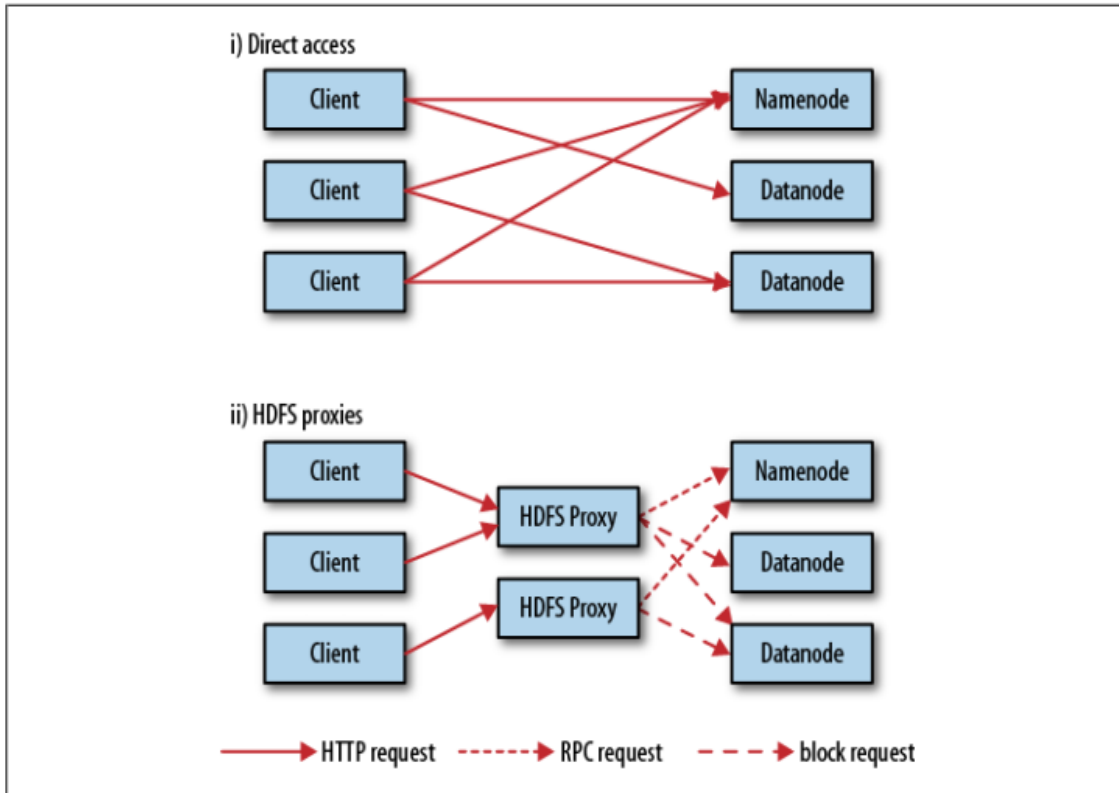 i) Direct access
Client
Namenode
Client
Datanode
Client
Datanode
ii) HDFS proxies
Client
Namenode
HDFS Proxy
Client
Datanode
HDFS Proxy
Client
Datanode
HTTP request
RPC request
block request